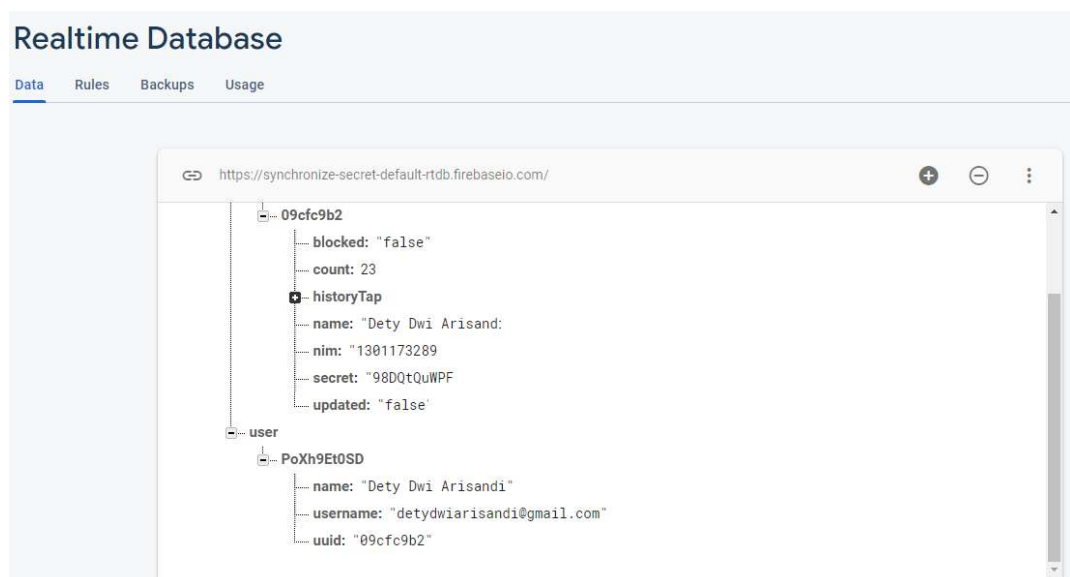 Realtime Database
Data Rules Backups Usage
https://synchronize-secret-default-rtdb.firebaseio.com/
09cfc9b2
blocked: "false"
count: 23
historyTap
name: "Dety Dwi Arisand:
nim: "1301173289
secret: "98DQtQuWPF
updated: "false'
user
PoXh9Et0SD
name: "Dety Dwi Arisandi"
username: "detydwiarisandi@gmail.com"
uuid: "09cfc9b2"